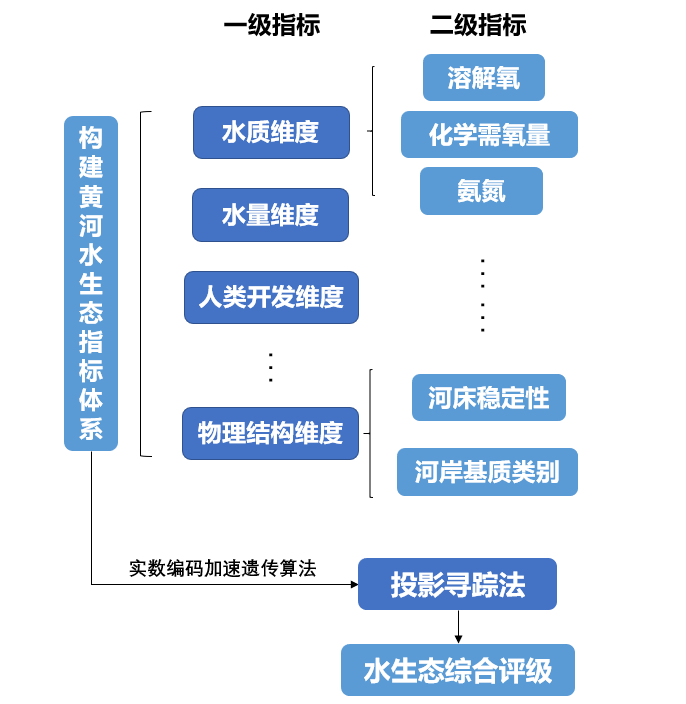 一级指标
二级指标
构建黄河水生态指标体系
水质维度
溶解氧
化学需氧量
氨氮
水量维度
人类开发维度
物理结构维度
河床稳定性
河岸基质类别
实数编码加速遗传算法
投影寻踪法
水生态综合评级